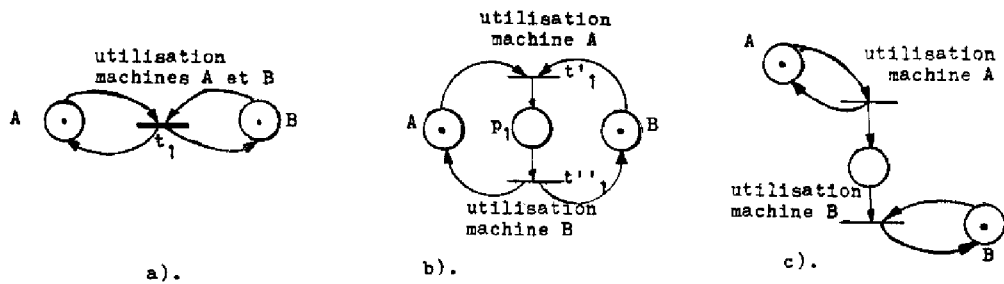 utilisation
machines A et B
A
B
t1
a).
utilisation
machine A
t'1
A
p1
B
t''1
utilisation
machine B
b).
A
utilisation
machine A
utilisation
machine B
B
c).